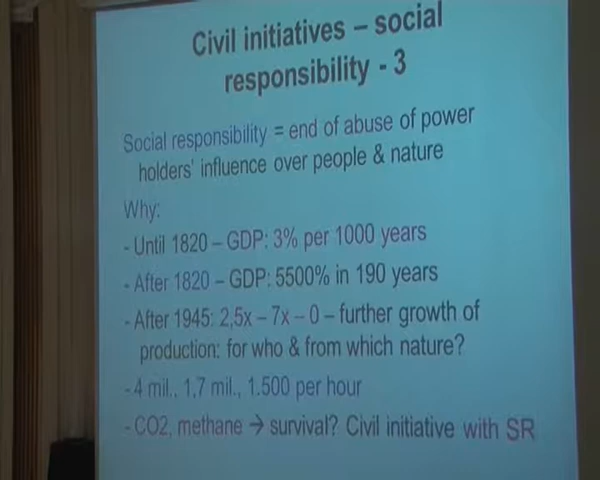 Civil initiatives – social
responsibility - 3
Social responsibility = end of abuse of power
holders' influence over people & nature
Why:
- Until 1820 – GDP: 3% per 1000 years
- After 1820 – GDP: 5500% in 190 years
- After 1945: 2,5x – 7x – 0 – further growth of
production: for who & from which nature?
- 4 mil., 1,7 mil., 1.500 per hour
- CO2, methane → survival? Civil initiative with SR